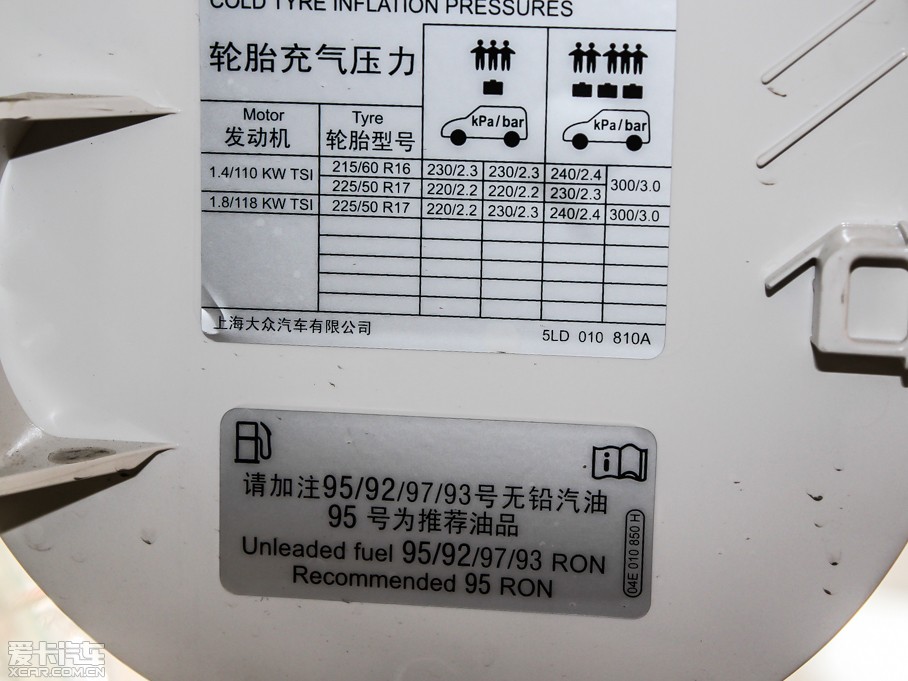 COLD TYRE INFLATION PRESSURES
轮胎充气压力
kPa/bar kPa/bar
Motor Tyre
发动机 轮胎型号
1.4/110 KW TSI 215/60 R16 230/2.3 230/2.3 240/2.4 300/3.0
225/50 R17 220/2.2 220/2.2 230/2.3
1.8/118 KW TSI 225/50 R17 220/2.2 230/2.3 240/2.4 300/3.0
上海大众汽车有限公司 5LD 010 810A
请加注95/92/97/93号无铅汽油
95 号为推荐油品
Unleaded fuel 95/92/97/93 RON
Recommended 95 RON
04E 010 850 H
爱卡汽车
XCAR.COM.CN